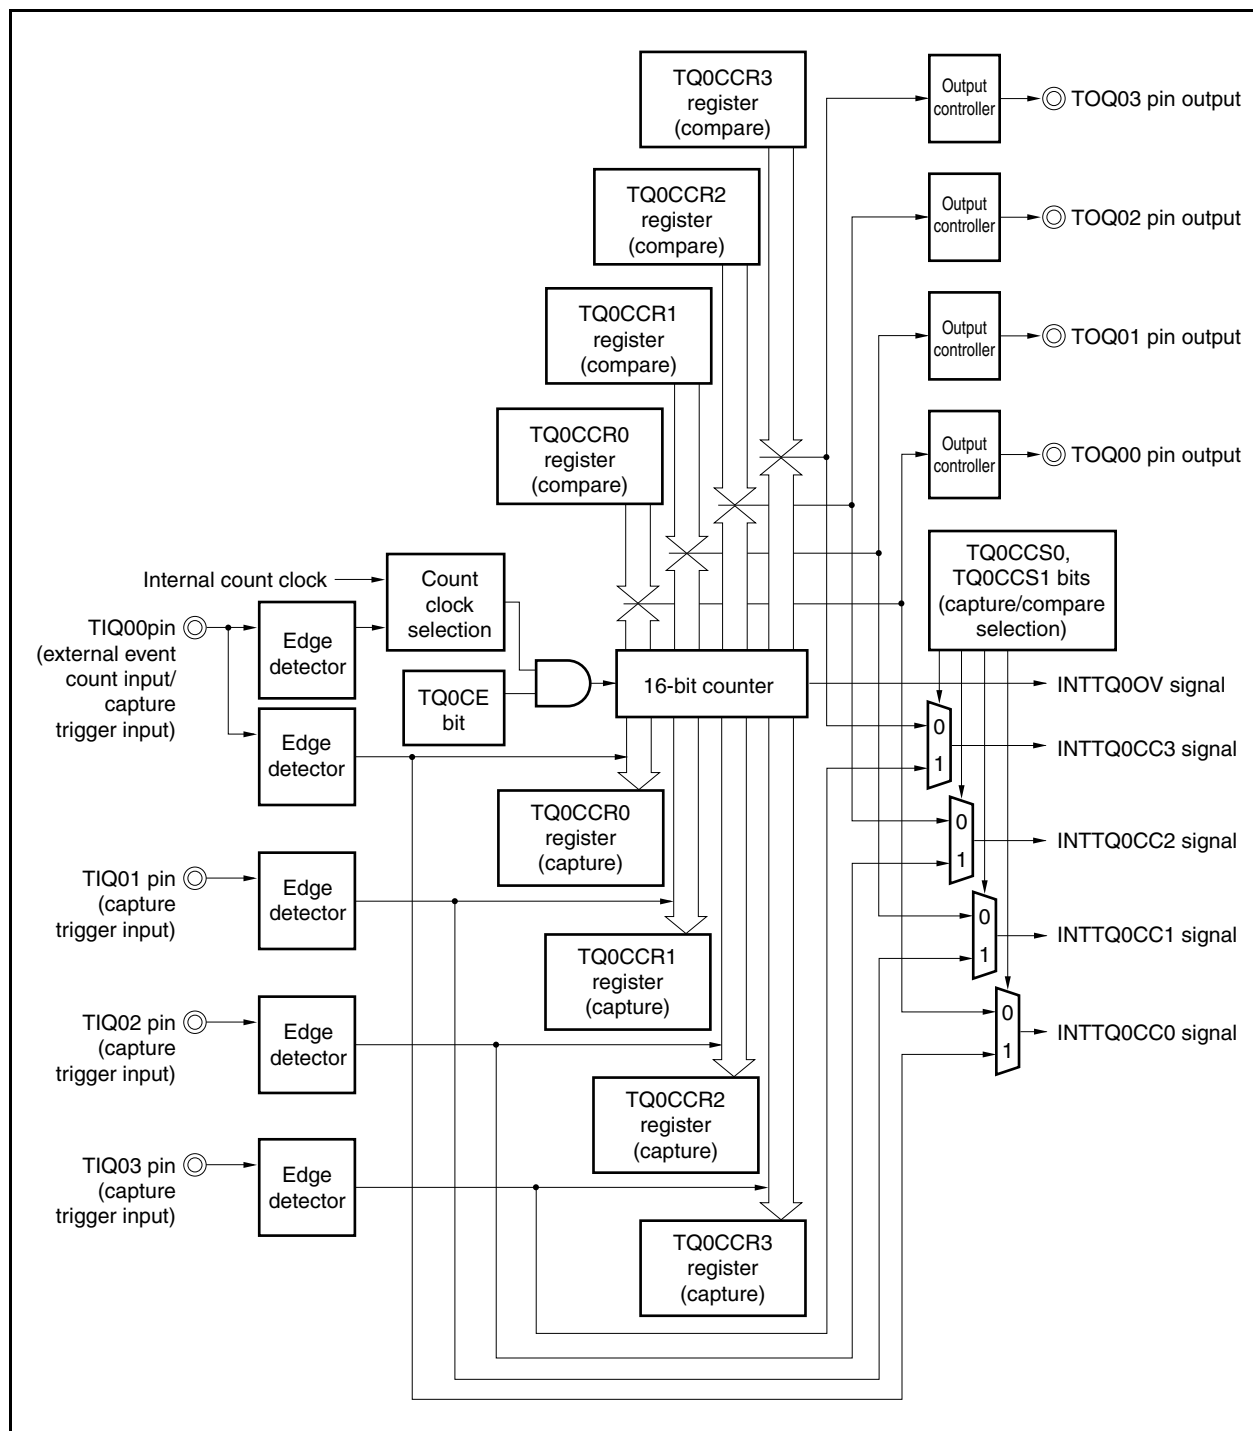 TQ0CCR3
register
(compare)
Output
controller
TOQ03 pin output
TQ0CCR2
register
(compare)
Output
controller
TOQ02 pin output
TQ0CCR1
register
(compare)
Output
controller
TOQ01 pin output
TQ0CCR0
register
(compare)
Output
controller
TOQ00 pin output
TQ0CCS0,
TQ0CCS1 bits
(capture/compare
selection)
Internal count clock
Count
clock
selection
TIQ00pin
(external event
count input/
capture
trigger input)
Edge
detector
TQ0CE
bit
16-bit counter
INTTQ0OV signal
Edge
detector
0
1
INTTQ0CC3 signal
TQ0CCR0
register
(capture)
0
1
INTTQ0CC2 signal
TIQ01 pin
(capture
trigger input)
Edge
detector
0
1
INTTQ0CC1 signal
TQ0CCR1
register
(capture)
0
1
INTTQ0CC0 signal
TIQ02 pin
(capture
trigger input)
Edge
detector
TQ0CCR2
register
(capture)
TIQ03 pin
(capture
trigger input)
Edge
detector
TQ0CCR3
register
(capture)